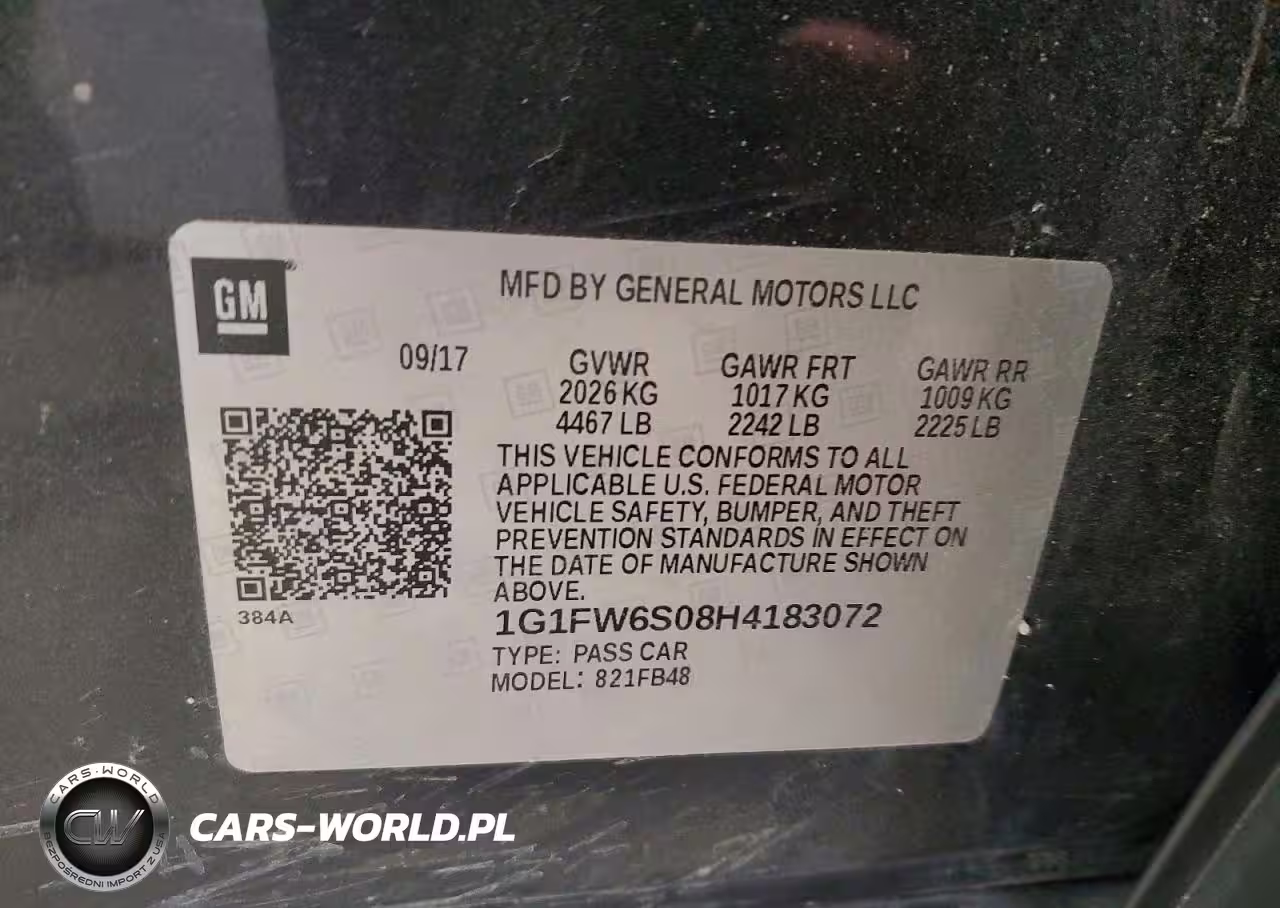 GM
MFD BY GENERAL MOTORS LLC
09/17
GVWR GAWR FRT GAWR RR
2026 KG 1017 KG 1009 KG
4467 LB 2242 LB 2225 LB
THIS VEHICLE CONFORMS TO ALL
APPLICABLE U.S. FEDERAL MOTOR
VEHICLE SAFETY, BUMPER, AND THEFT
PREVENTION STANDARDS IN EFFECT ON
THE DATE OF MANUFACTURE SHOWN
ABOVE.
384A
1G1FW6S08H4183072
TYPE: PASS CAR
MODEL: 821FB48
CARS-WORLD
CW
BEZPOŚREDNI IMPORT Z USA
CARS-WORLD.PL